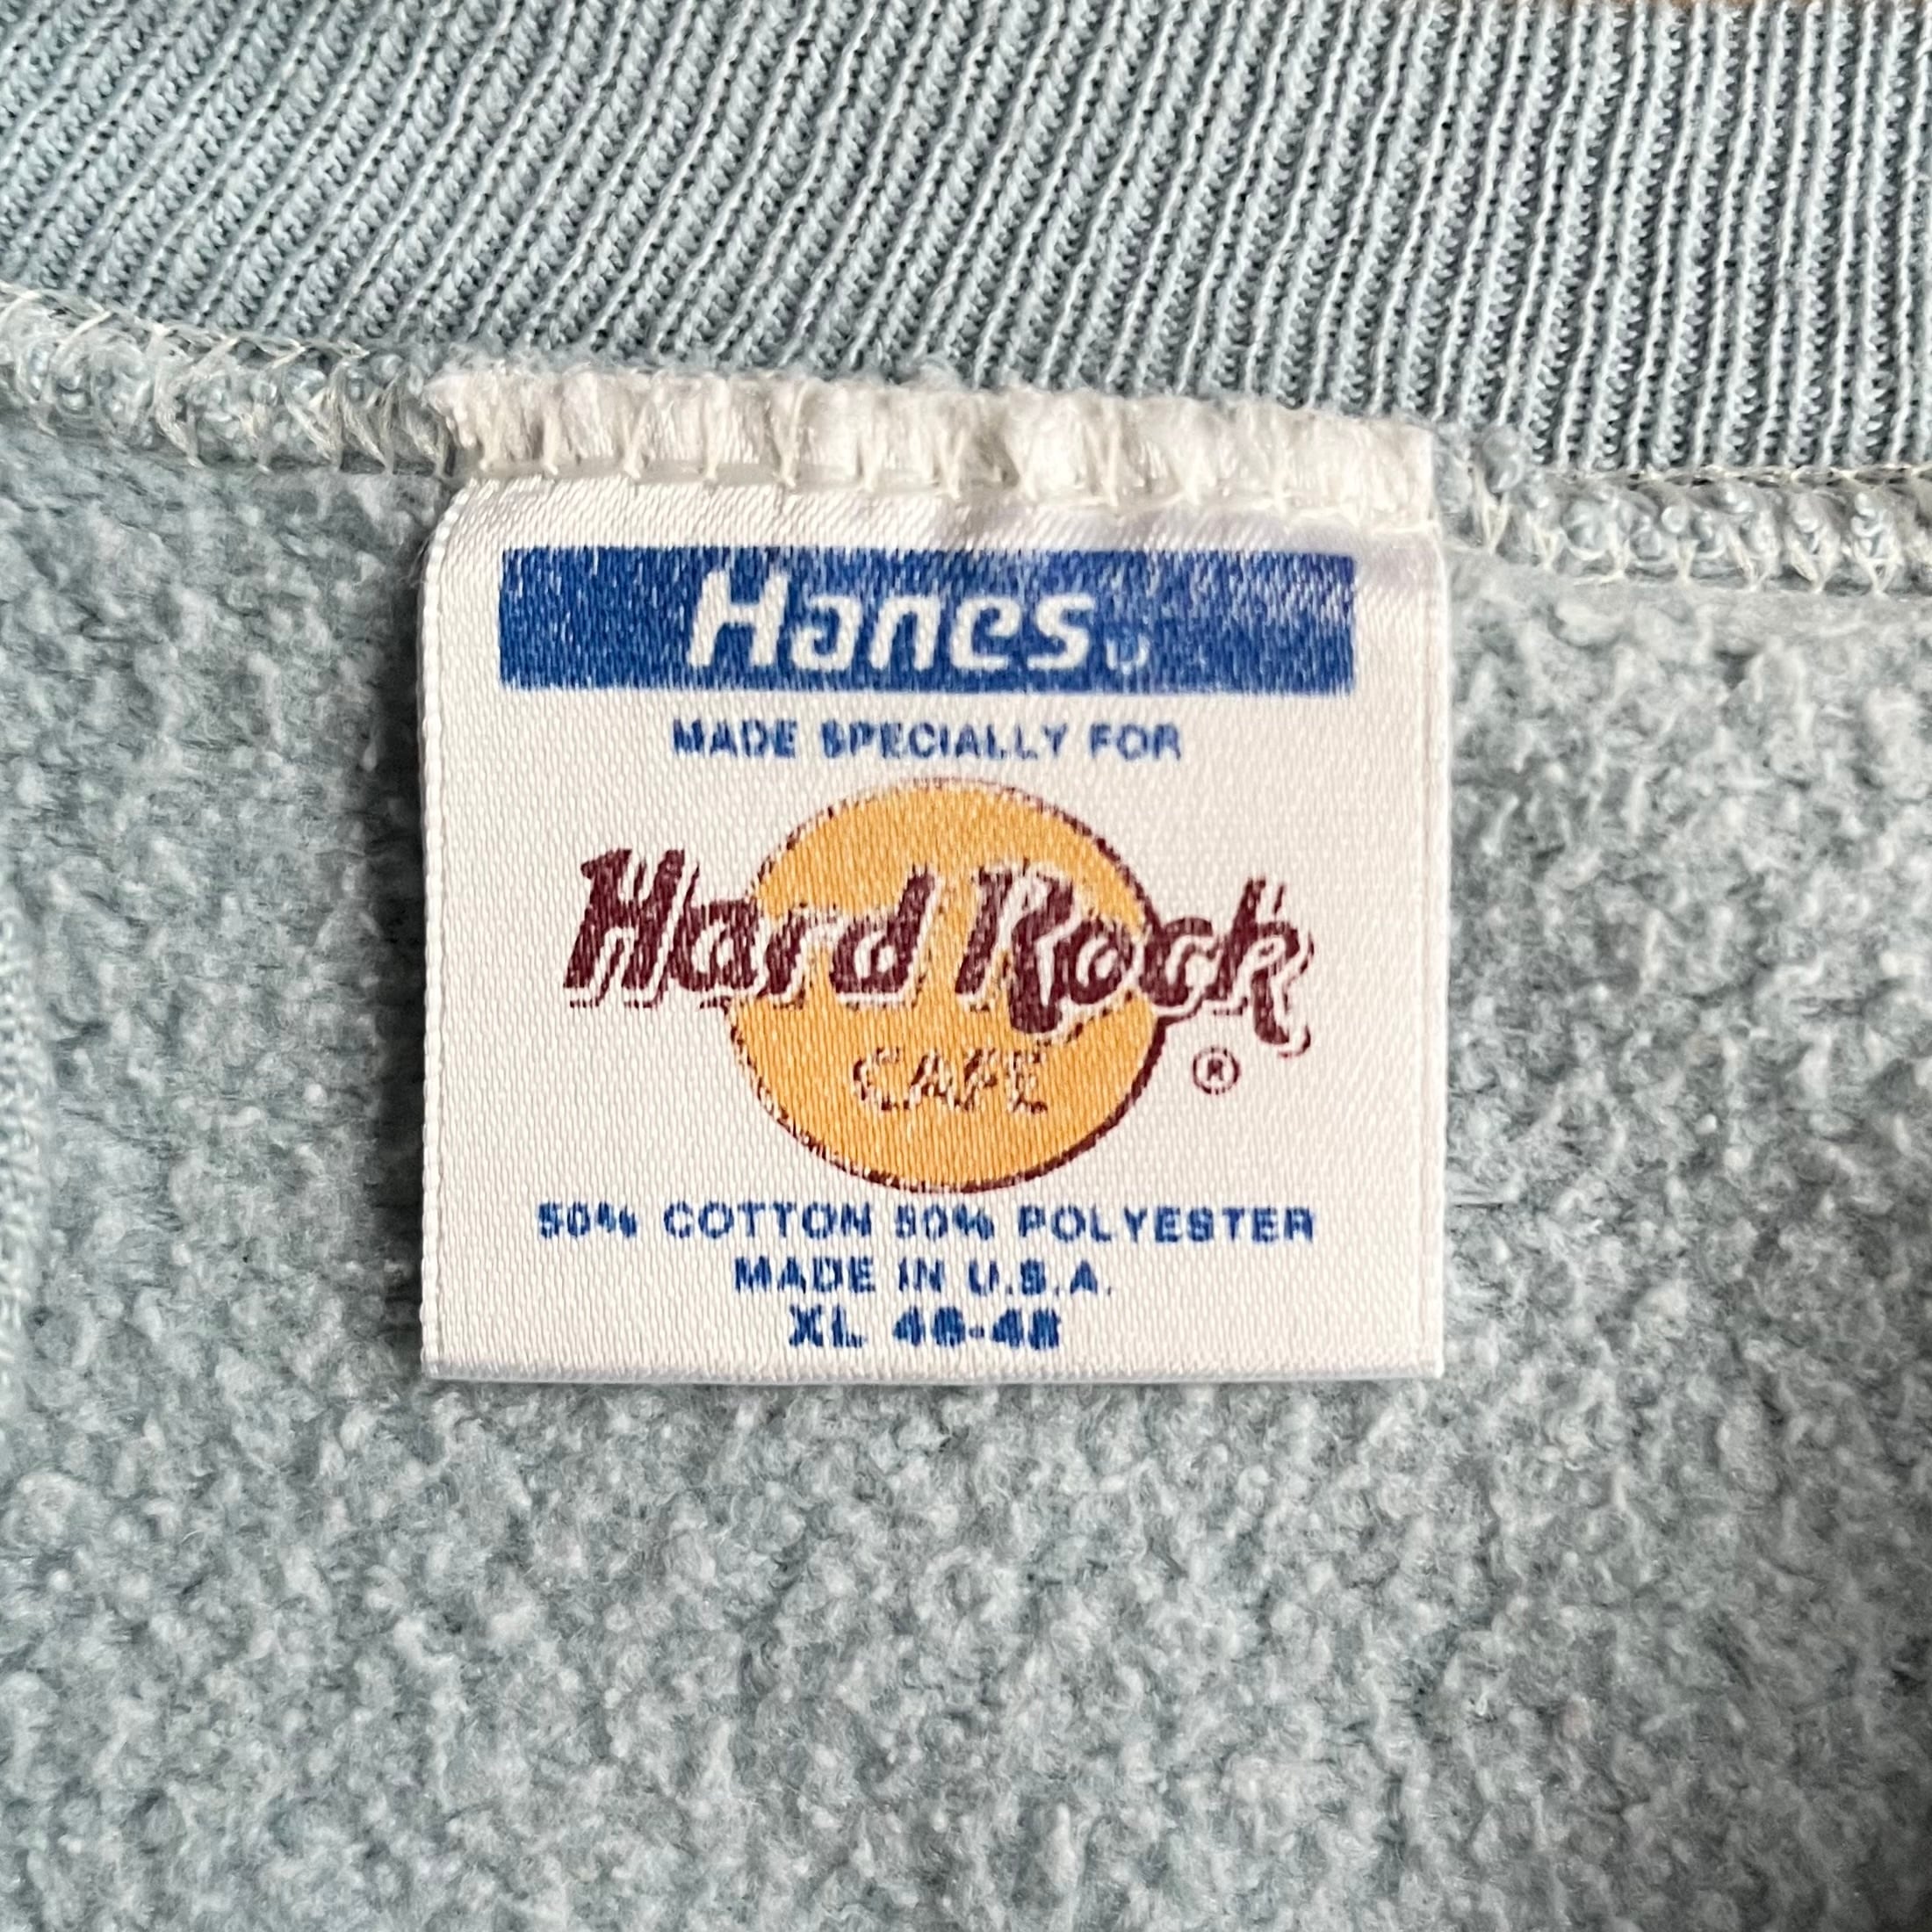 Hanes®
MADE SPECIALLY FOR
Hard Rock
CAFE
®
50% COTTON 50% POLYESTER
MADE IN U.S.A.
XL 46-48